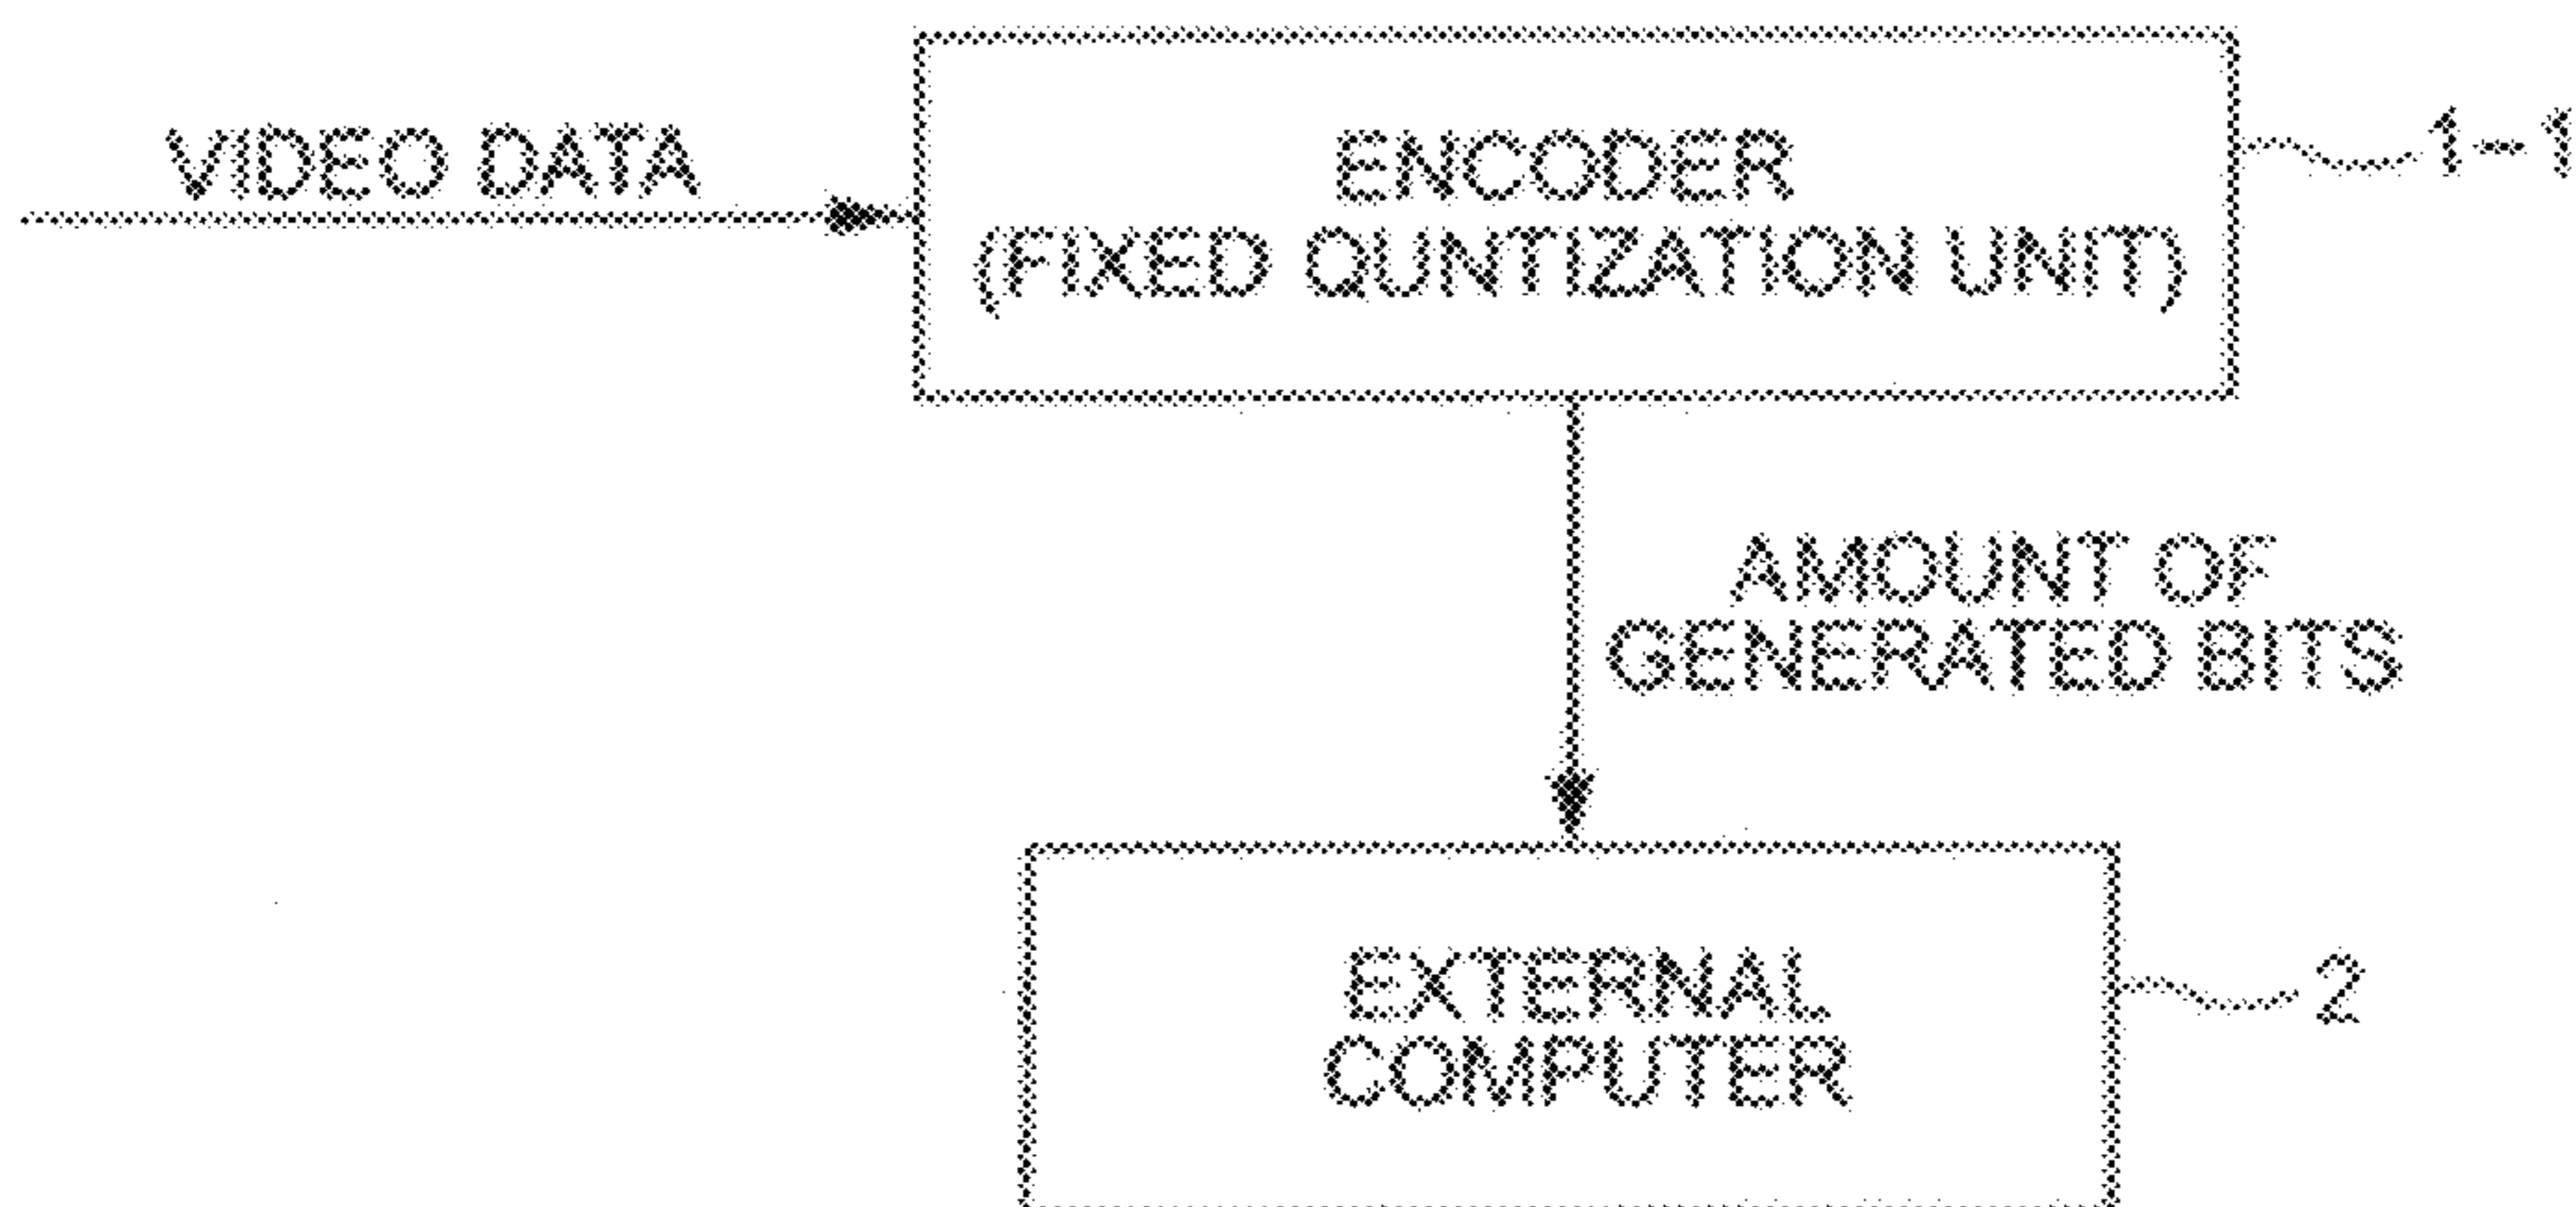 VIDEO DATA
ENCODER
(FIXED QUNTIZATION UNIT)
1-1
AMOUNT OF
GENERATED BITS
EXTERNAL
COMPUTER
2